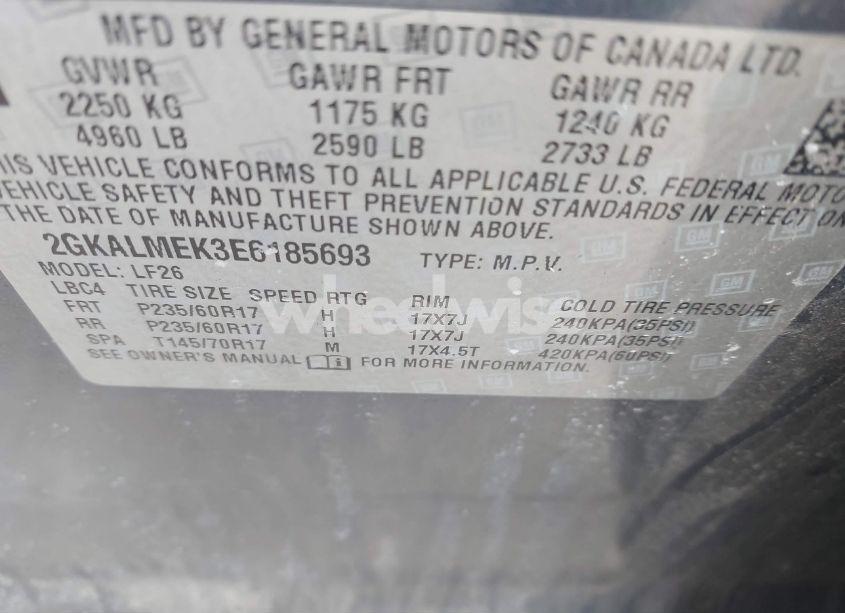 MFD BY GENERAL MOTORS OF CANADA LTD.
GVWR GAWR FRT GAWR RR
2250 KG 1175 KG 1240 KG
4960 LB 2590 LB 2733 LB
HIS VEHICLE CONFORMS TO ALL APPLICABLE U.S. FEDERAL MOTO
VEHICLE SAFETY AND THEFT PREVENTION STANDARDS IN EFFECT ON
THE DATE OF MANUFACTURE SHOWN ABOVE.
2GKALMEK3E6185693 TYPE: M.P.V.
MODEL: LF26
LBC4 TIRE SIZE SPEED RTG RIM COLD TIRE PRESSURE
FRT P235/60R17 H 17X7J 240KPA(35PSI)
RR P235/60R17 H 17X7J 240KPA(35PSI)
SPA T145/70R17 M 17X4.5T 420KPA(60PSI)
SEE OWNER'S MANUAL FOR MORE INFORMATION.
wheelwise
GM